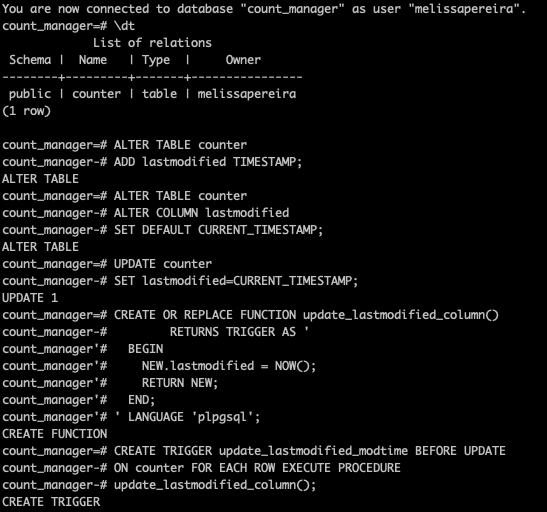 You are now connected to database "count_manager" as user "melissapereira".
count_manager=# \dt
             List of relations
 Schema |  Name   | Type  |     Owner
--------+---------+-------+----------------
 public | counter | table | melissapereira
(1 row)

count_manager=# ALTER TABLE counter
count_manager-# ADD lastmodified TIMESTAMP;
ALTER TABLE
count_manager=# ALTER TABLE counter
count_manager-# ALTER COLUMN lastmodified
count_manager-# SET DEFAULT CURRENT_TIMESTAMP;
ALTER TABLE
count_manager=# UPDATE counter
count_manager-# SET lastmodified=CURRENT_TIMESTAMP;
UPDATE 1
count_manager=# CREATE OR REPLACE FUNCTION update_lastmodified_column()
count_manager-#         RETURNS TRIGGER AS '
count_manager'#   BEGIN
count_manager'#     NEW.lastmodified = NOW();
count_manager'#     RETURN NEW;
count_manager'#   END;
count_manager'# ' LANGUAGE 'plpgsql';
CREATE FUNCTION
count_manager=# CREATE TRIGGER update_lastmodified_modtime BEFORE UPDATE
count_manager-# ON counter FOR EACH ROW EXECUTE PROCEDURE
count_manager-# update_lastmodified_column();
CREATE TRIGGER